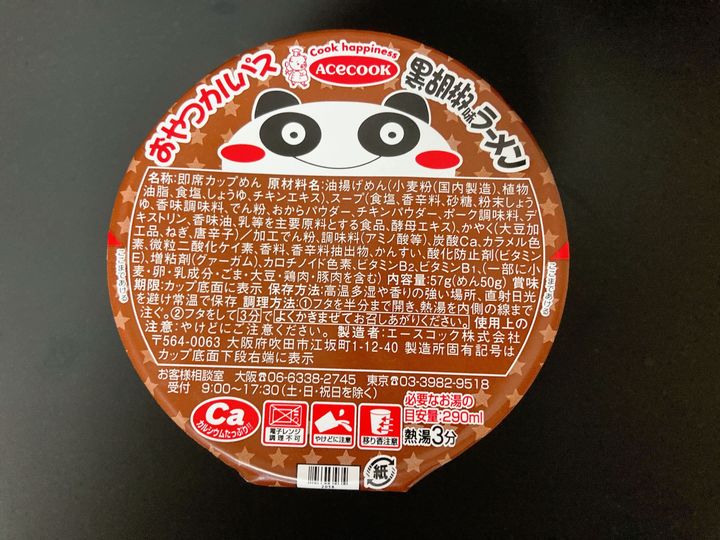 おやつカルパス
Cook happiness
ACECOOK
黒胡椒味ラーメン
名称:即席カップめん 原材料名:油揚げめん(小麦粉(国内製造)、植物
油脂、食塩、しょうゆ、チキンエキス)、スープ(食塩、香辛料、砂糖、粉末しょう
ゆ、香味調味料、でん粉、おからパウダー、チキンパウダー、ポーク調味料、デ
キストリン、香味油、乳等を主要原料とする食品、酵母エキス)、かやく(大豆加
工品、ねぎ、唐辛子)/加工でん粉、調味料(アミノ酸等)、炭酸Ca、カラメル色
素、微粒二酸化ケイ素、香料、香辛料抽出物、かんすい、酸化防止剤(ビタミン
E)、増粘剤(グァーガム)、カロチノイド色素、ビタミンB2、ビタミンB1、(一部に小
麦・卵・乳成分・ごま・大豆・鶏肉・豚肉を含む) 内容量:57g(めん50g) 賞味
期限:カップ底面に表示 保存方法:高温多湿や香りの強い場所、直射日光
を避け常温で保存 調理方法:①フタを半分まで開き、熱湯を内側の線まで
注ぐ。②フタをして3分でよくかきまぜてお召しあがりください。 使用上の
注意:やけどにご注意ください。 製造者:エースコック株式会社
〒564-0063 大阪府吹田市江坂町1-12-40 製造所固有記号は
カップ底面下段右端に表示
お客様相談室 大阪☎06-6338-2745 東京☎03-3982-9518
受付 9:00〜17:30(土・日・祝日を除く)
ここまであける
ここまであける
Ca
カルシウムたっぷり!!
電子レンジ
調理不可
やけどに注意
移り香注意
必要なお湯の
目安量:290ml
熱湯3分
紙